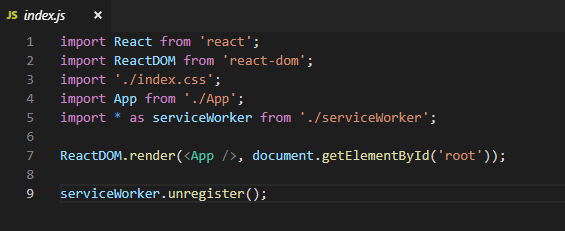 JS index.js ×
1 import React from 'react';
2 import ReactDOM from 'react-dom';
3 import './index.css';
4 import App from './App';
5 import * as serviceWorker from './serviceWorker';
6
7 ReactDOM.render(<App />, document.getElementById('root'));
8
9 serviceWorker.unregister();